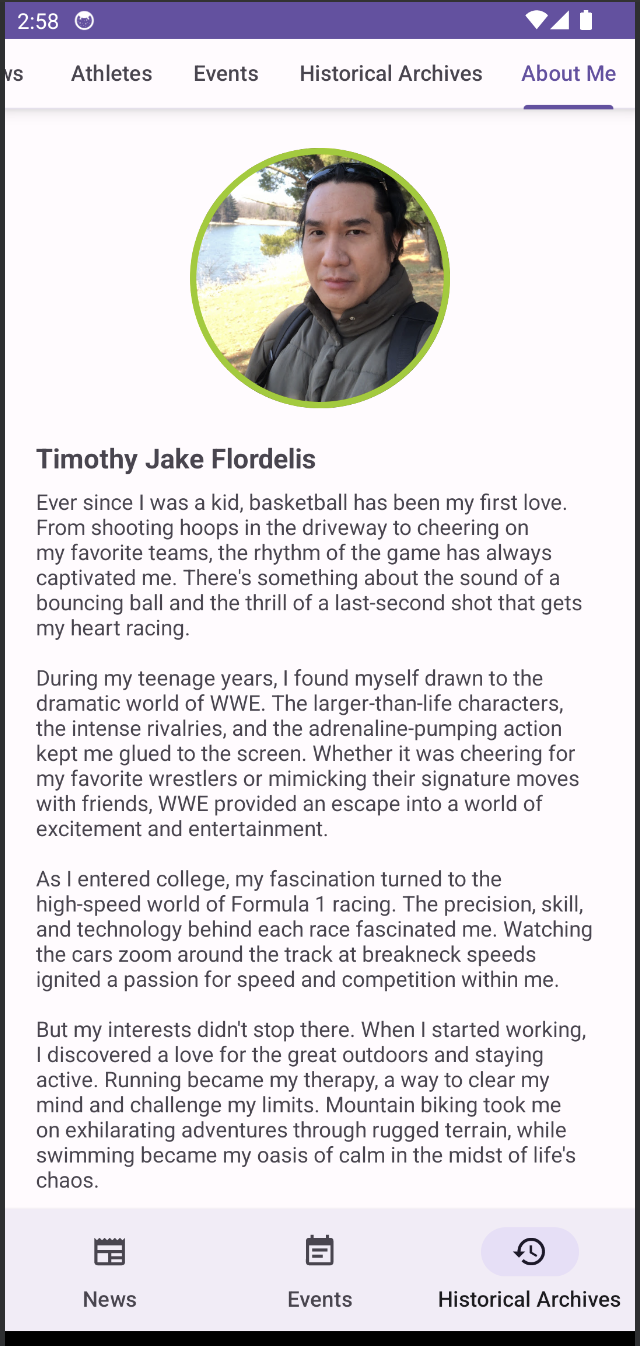 2:58
ws Athletes Events Historical Archives About Me
Timothy Jake Flordelis
Ever since I was a kid, basketball has been my first love.
From shooting hoops in the driveway to cheering on
my favorite teams, the rhythm of the game has always
captivated me. There's something about the sound of a
bouncing ball and the thrill of a last-second shot that gets
my heart racing.
During my teenage years, I found myself drawn to the
dramatic world of WWE. The larger-than-life characters,
the intense rivalries, and the adrenaline-pumping action
kept me glued to the screen. Whether it was cheering for
my favorite wrestlers or mimicking their signature moves
with friends, WWE provided an escape into a world of
excitement and entertainment.
As I entered college, my fascination turned to the
high-speed world of Formula 1 racing. The precision, skill,
and technology behind each race fascinated me. Watching
the cars zoom around the track at breakneck speeds
ignited a passion for speed and competition within me.
But my interests didn't stop there. When I started working,
I discovered a love for the great outdoors and staying
active. Running became my therapy, a way to clear my
mind and challenge my limits. Mountain biking took me
on exhilarating adventures through rugged terrain, while
swimming became my oasis of calm in the midst of life's
chaos.
News Events Historical Archives